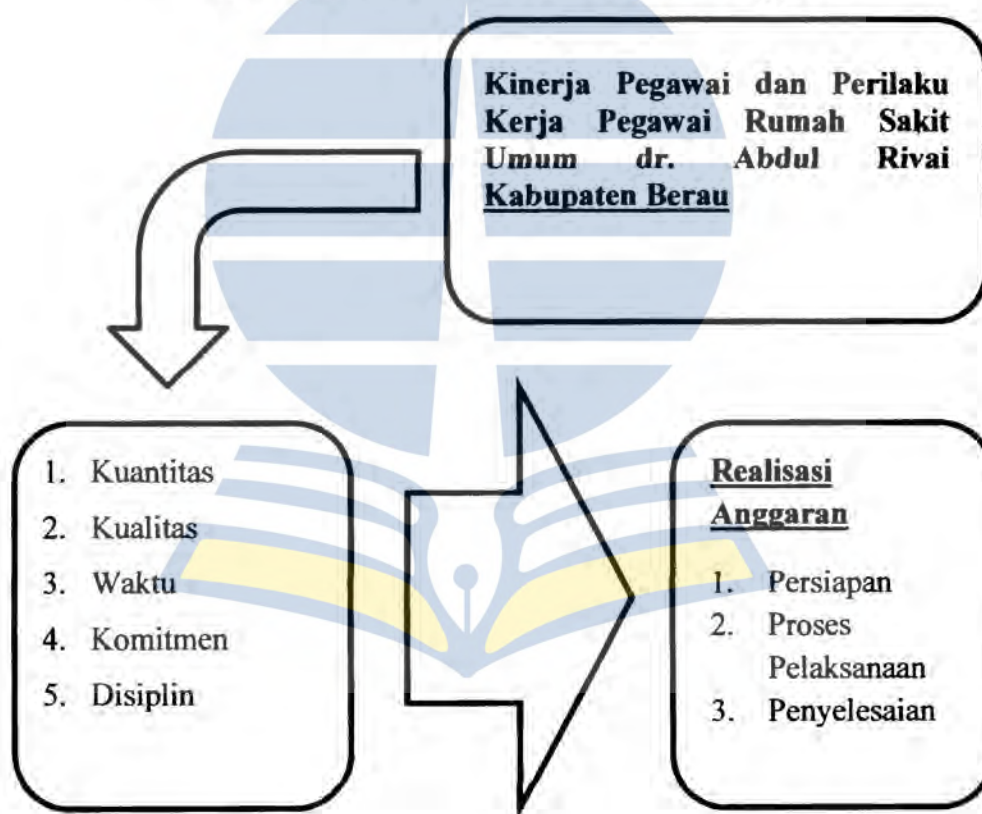 Kinerja Pegawai dan Perilaku
Kerja Pegawai Rumah Sakit
Umum dr. Abdul Rivai
Kabupaten Berau
1. Kuantitas
2. Kualitas
3. Waktu
4. Komitmen
5. Disiplin
Realisasi
Anggaran
1. Persiapan
2. Proses
Pelaksanaan
3. Penyelesaian